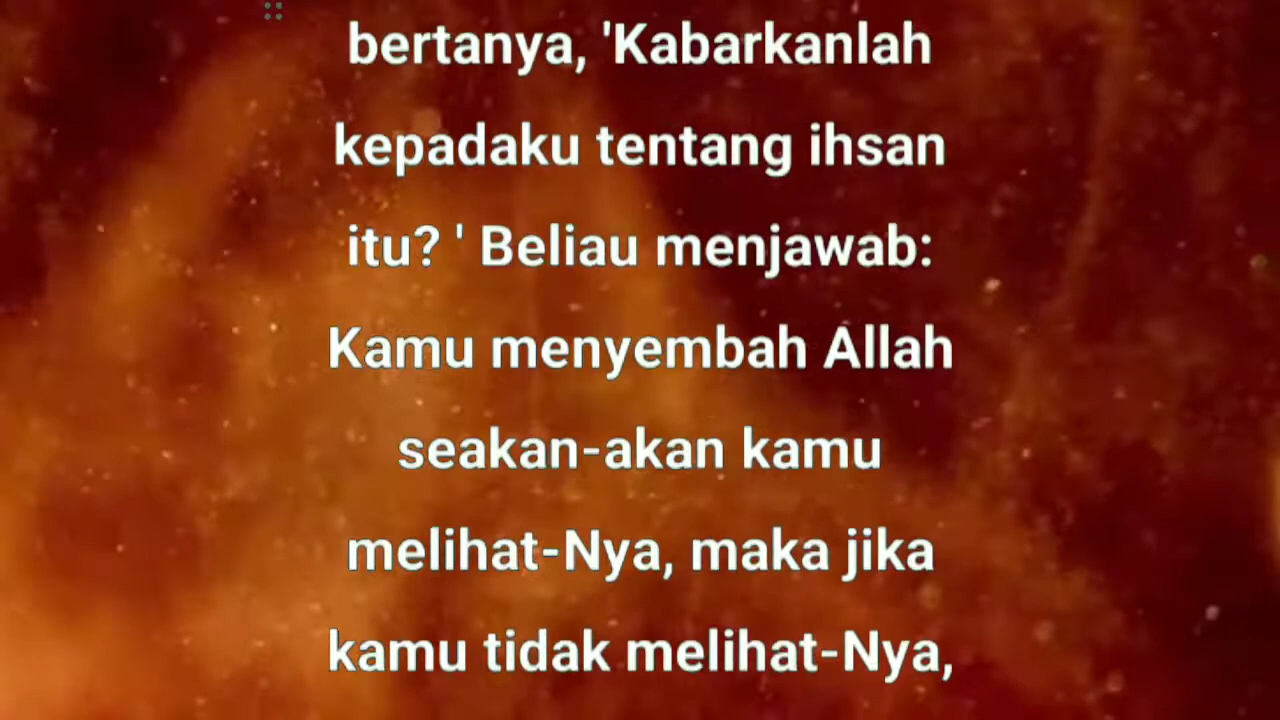 bertanya, 'Kabarkanlah
kepadaku tentang ihsan
itu? ' Beliau menjawab:
Kamu menyembah Allah
seakan-akan kamu
melihat-Nya, maka jika
kamu tidak melihat-Nya,